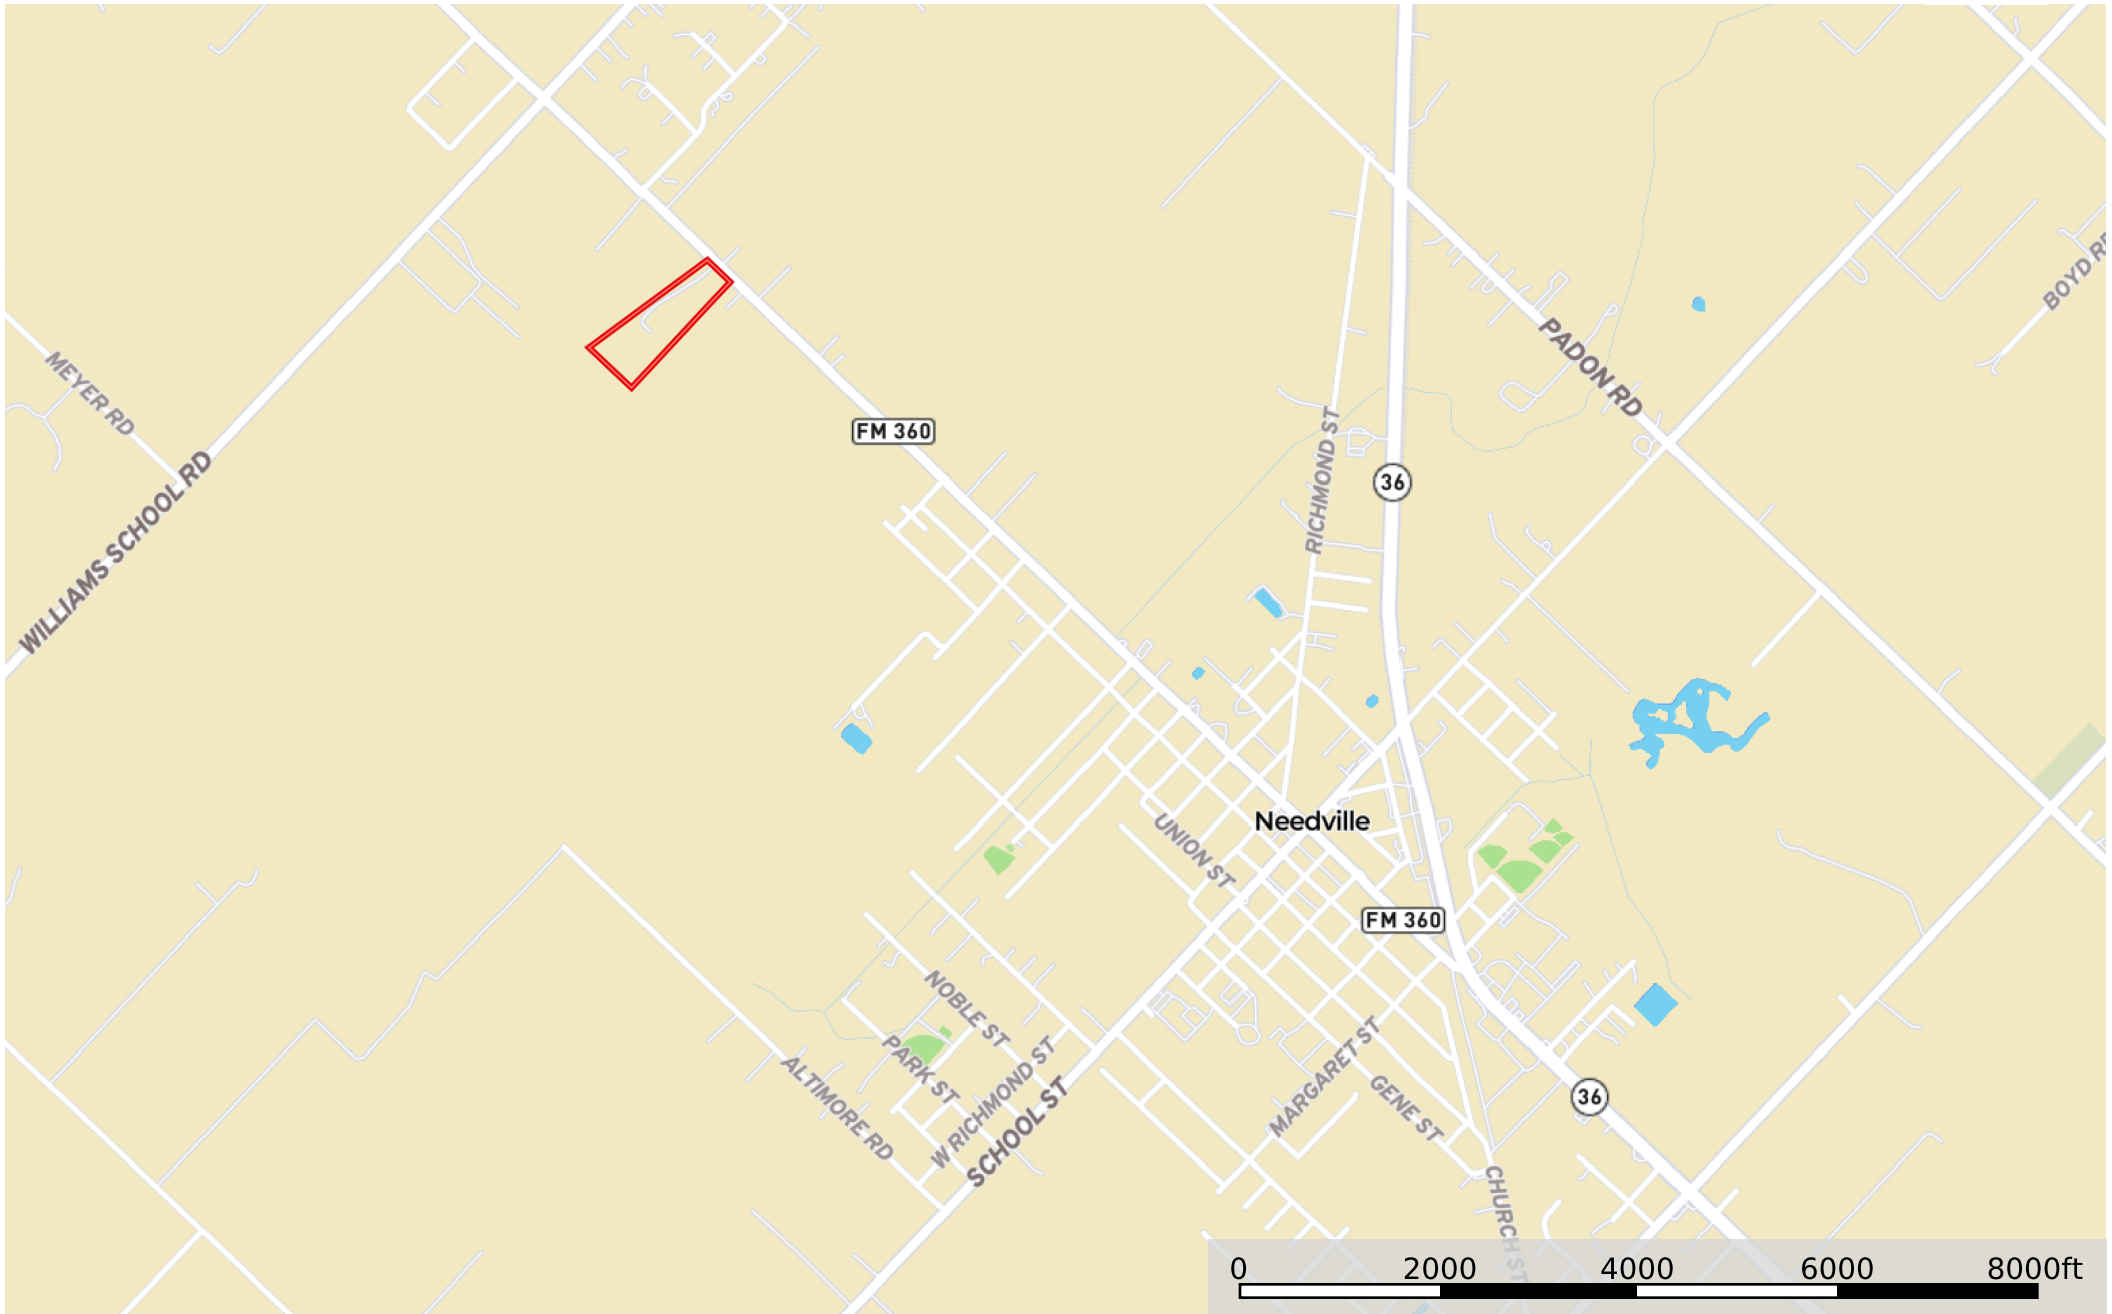 BOYD RD
PADON RD
MEYER RD
FM 360
RICHMOND ST
36
WILLIAMS SCHOOL RD
Needville
UNION ST
FM 360
NOBLE ST
PARK ST
W RICHMOND ST
ALTIMORE RD
SCHOOL ST
MARGARET ST
GENE ST
36
CHURCH ST
0 2000 4000 6000 8000ft